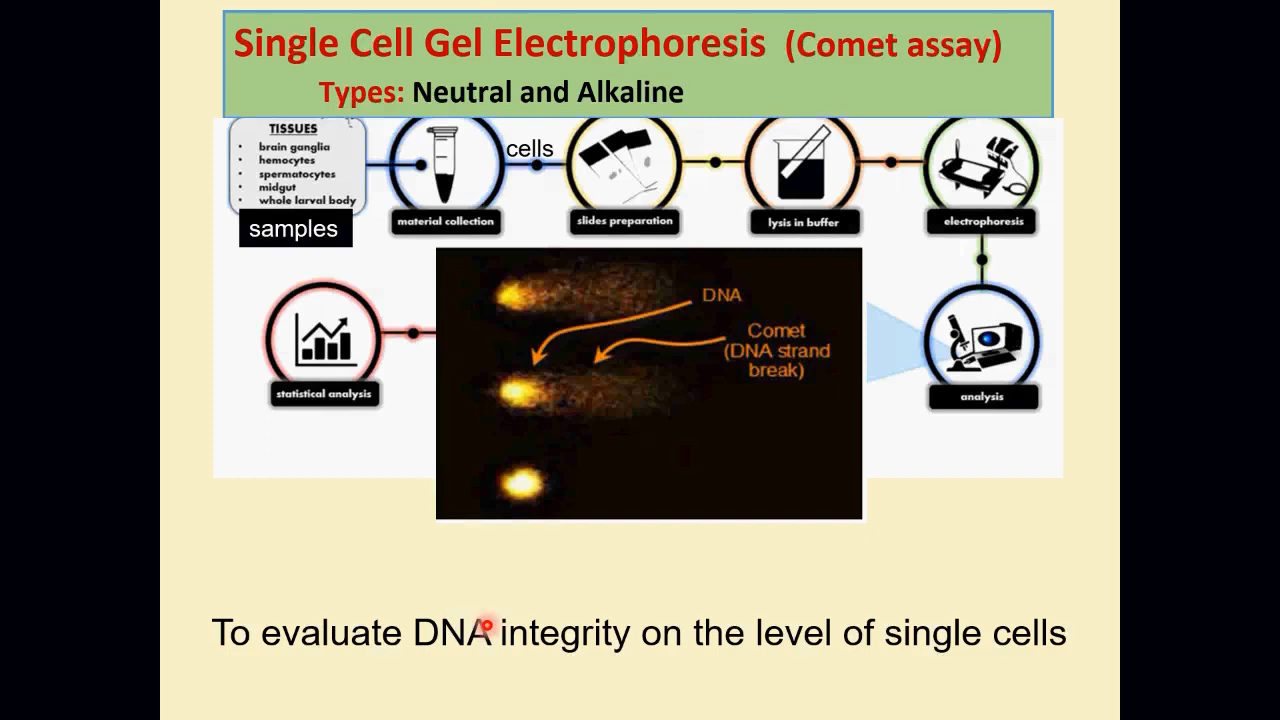 Single Cell Gel Electrophoresis (Comet assay)
Types: Neutral and Alkaline
TISSUES
• brain ganglia
• hemocytes
• spermatocytes
• midgut
• whole larval body
samples
cells
material collection
slides preparation
lysis in buffer
electrophoresis
DNA
Comet
(DNA strand
break)
statistical analysis
analysis
To evaluate DNA integrity on the level of single cells